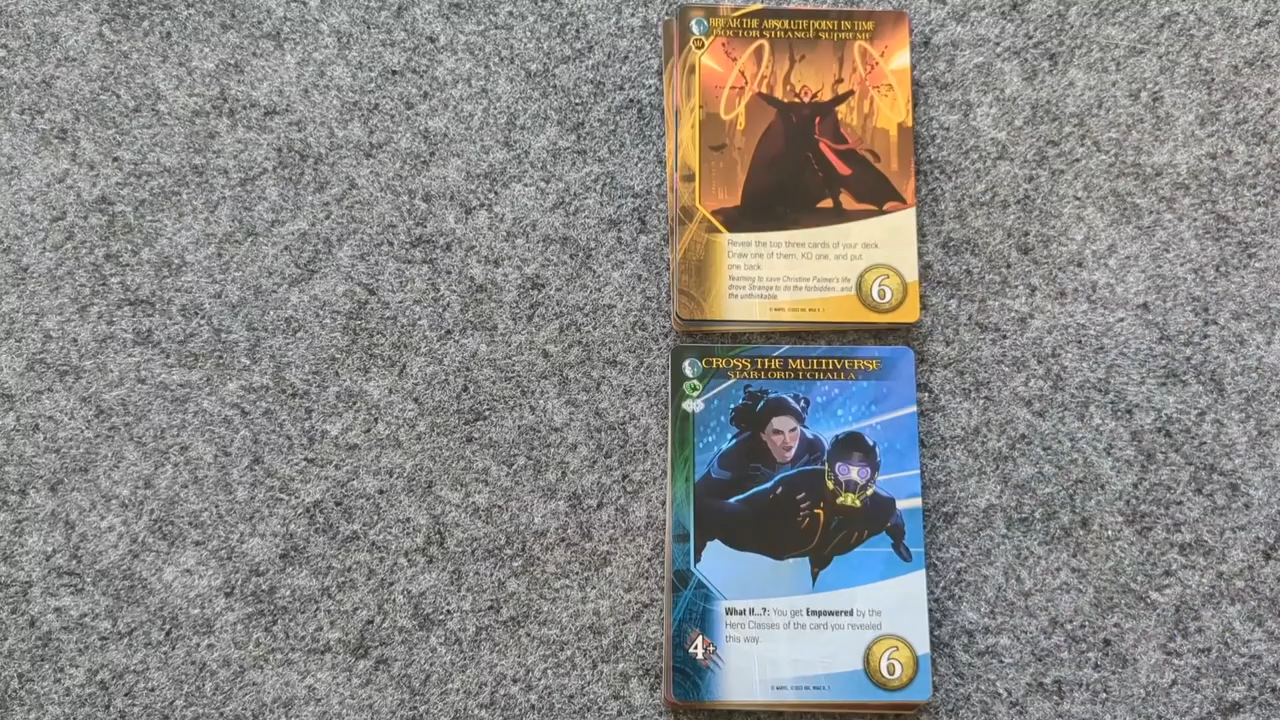 BREAK THE ABSOLUTE POINT IN TIME
DOCTOR STRANGE SUPREME
Reveal the top three cards of your deck.
Draw one of them, KO one, and put
one back.
Yearning to save Christine Palmer's life
drove Strange to do the forbidden...and
the unthinkable.
6
CROSS THE MULTIVERSE
STAR-LORD T'CHALLA
What If...?: You get Empowered by the
Hero Classes of the card you revealed
this way.
4+
6